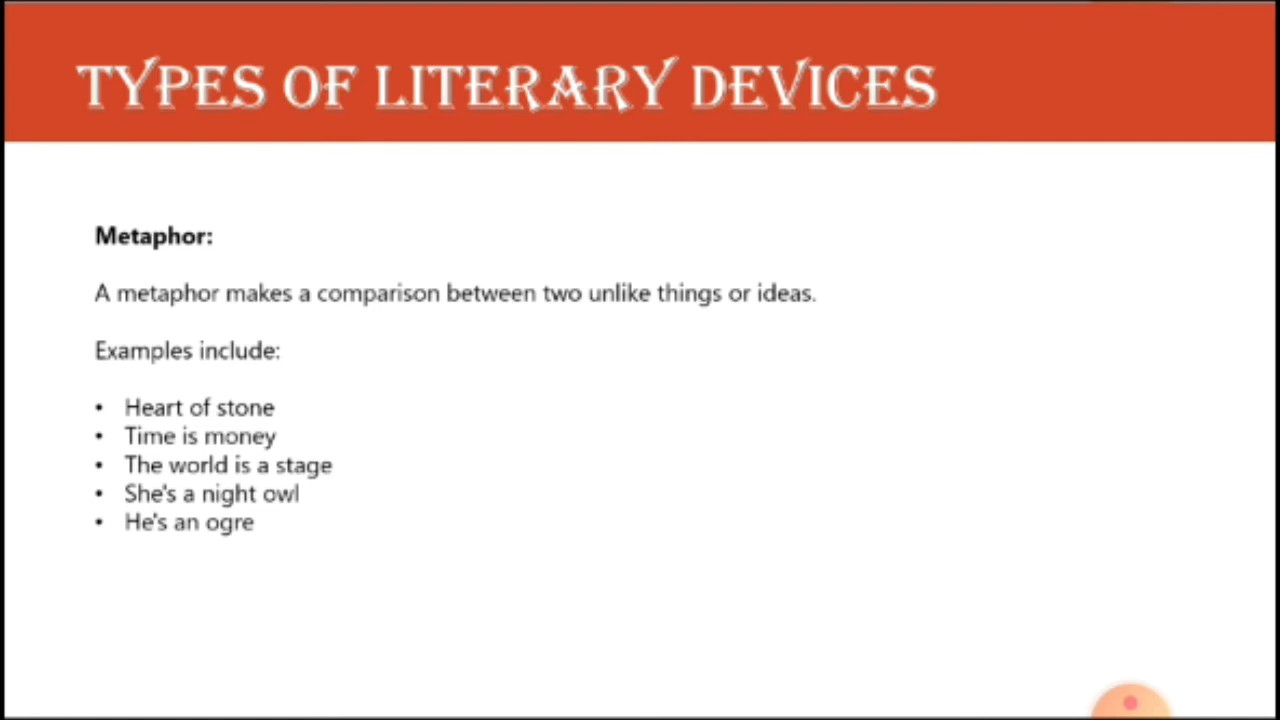 TYPES OF LITERARY DEVICES
Metaphor:
A metaphor makes a comparison between two unlike things or ideas.
Examples include:
• Heart of stone
• Time is money
• The world is a stage
• She's a night owl
• He's an ogre